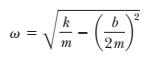 ω = √(k/m − (b/2m)²)